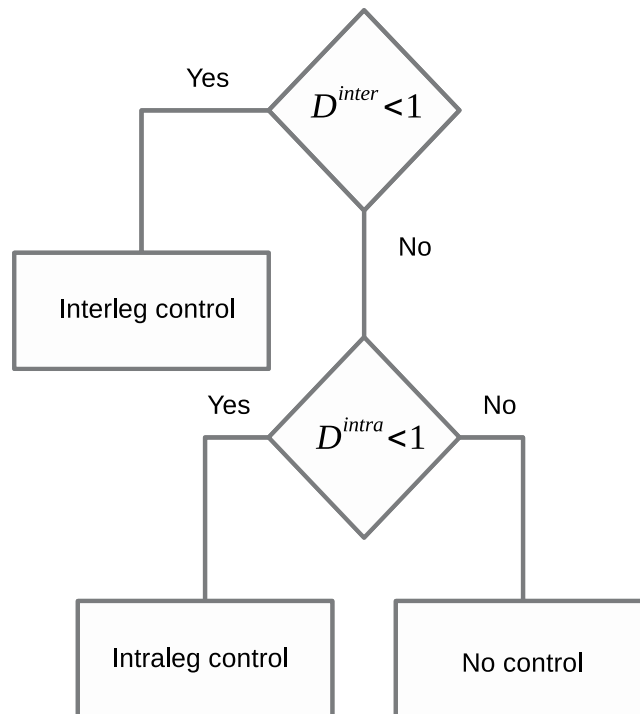 Yes
D^inter <1
No
Interleg control
Yes
No
D^intra <1
Intraleg control
No control